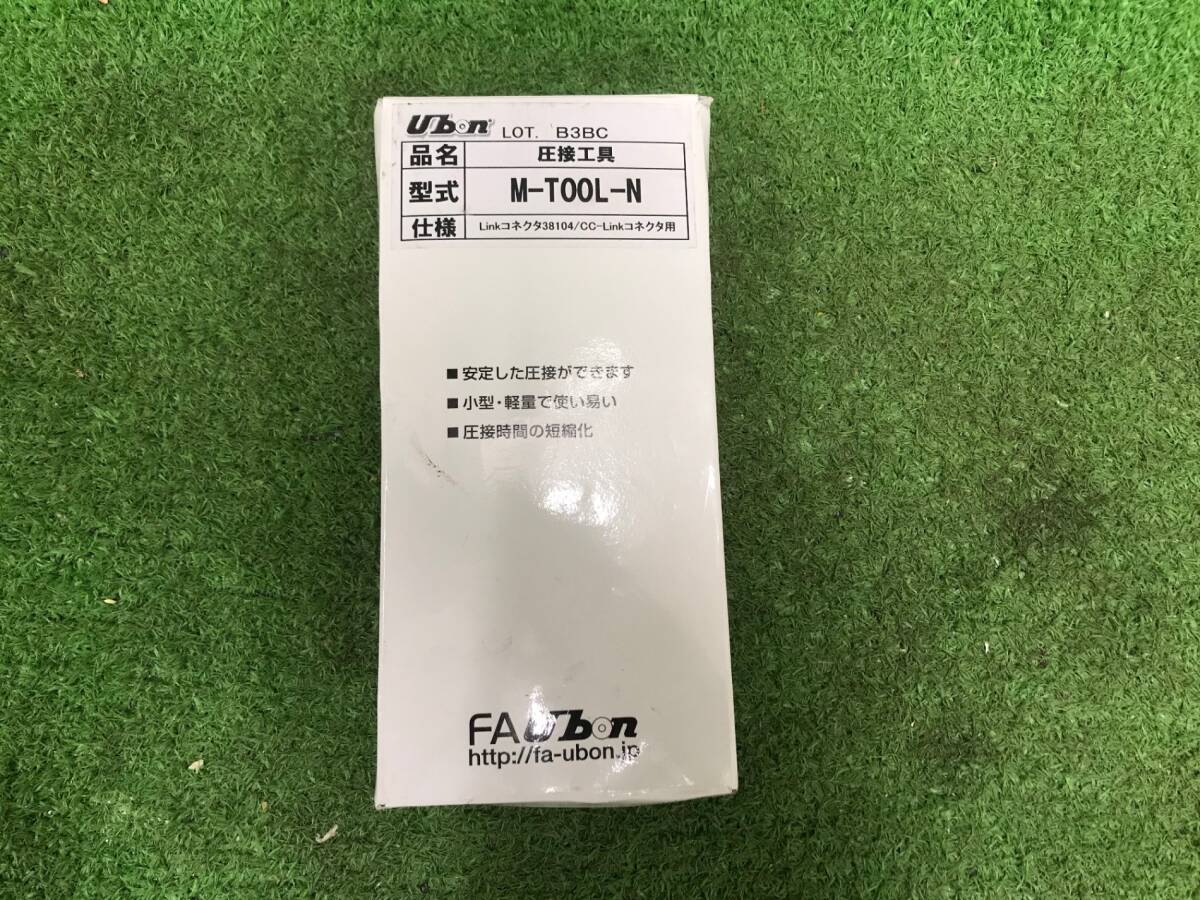 Ubon LOT. B3BC
品名 圧接工具
型式 M-TOOL-N
仕様 Linkコネクタ38104/CC-Linkコネクタ用
■ 安定した圧接ができます
■ 小型・軽量で使い易い
■ 圧接時間の短縮化
FA Ubon
http://fa-ubon.jp